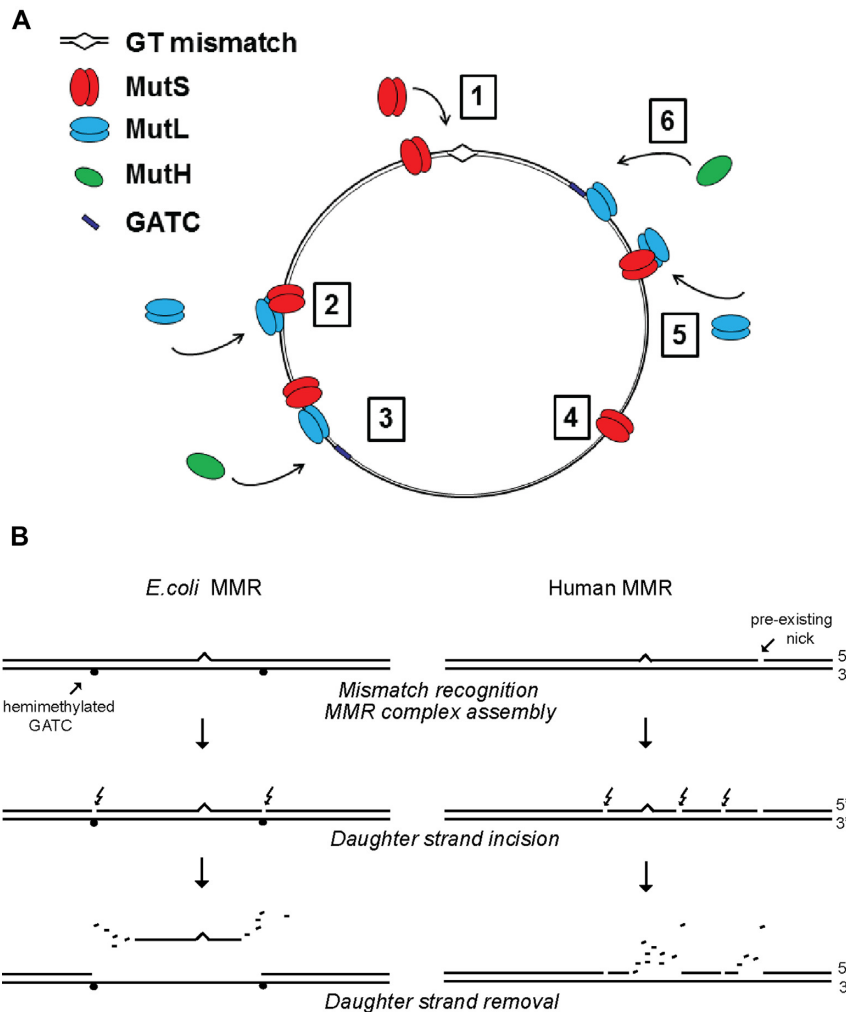 A
GT mismatch
MutS
MutL
MutH
GATC
1
6
2
5
3
4
B
E.coli MMR
Human MMR
pre-existing
nick
5
3
hemimethylated
GATC
Mismatch recognition
MMR complex assembly
5'
3'
Daughter strand incision
5
3
Daughter strand removal